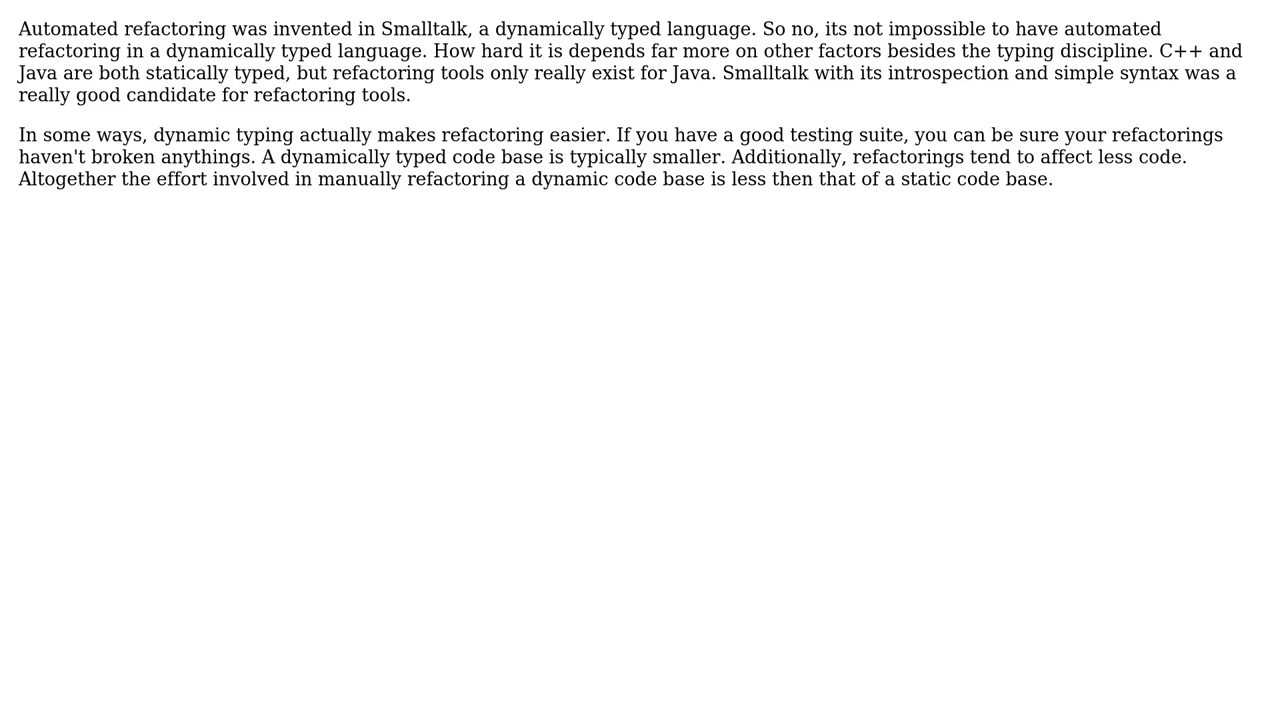 Automated refactoring was invented in Smalltalk, a dynamically typed language. So no, its not impossible to have automated
refactoring in a dynamically typed language. How hard it is depends far more on other factors besides the typing discipline. C++ and
Java are both statically typed, but refactoring tools only really exist for Java. Smalltalk with its introspection and simple syntax was a
really good candidate for refactoring tools.
In some ways, dynamic typing actually makes refactoring easier. If you have a good testing suite, you can be sure your refactorings
haven't broken anythings. A dynamically typed code base is typically smaller. Additionally, refactorings tend to affect less code.
Altogether the effort involved in manually refactoring a dynamic code base is less then that of a static code base.